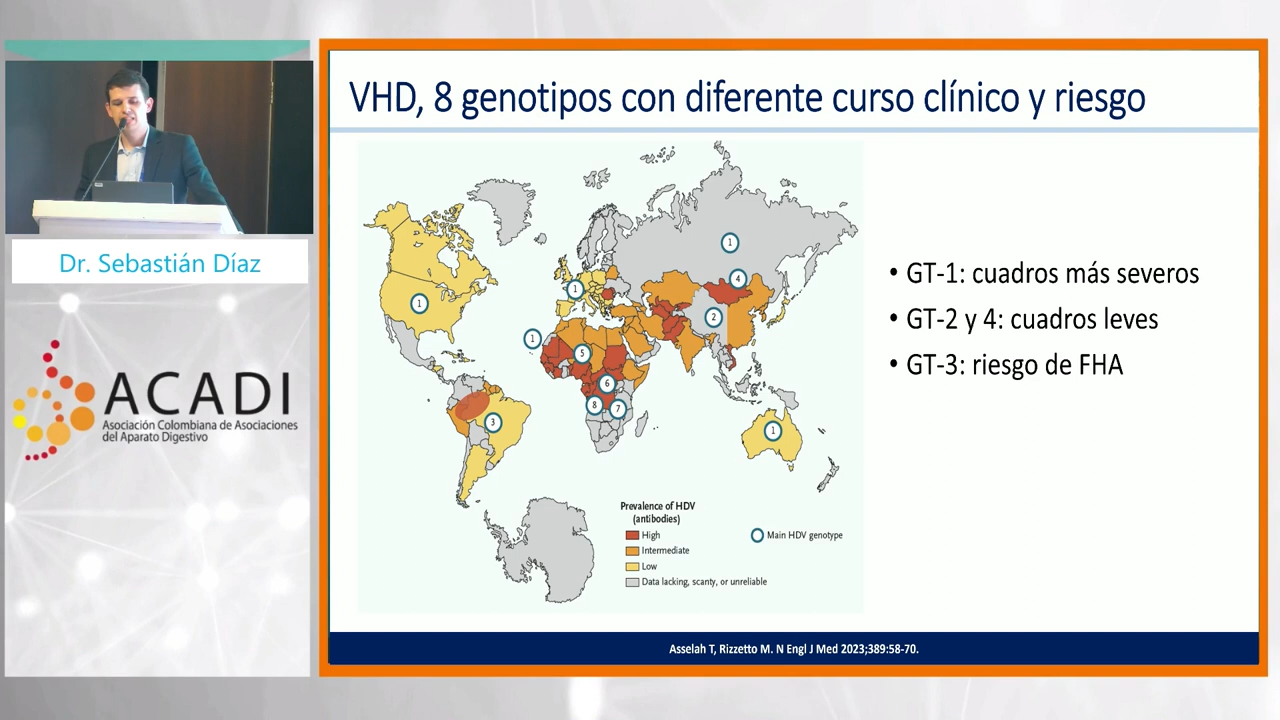 VHD, 8 genotipos con diferente curso clínico y riesgo
Dr. Sebastián Díaz
ACADI
Asociación Colombiana de Asociaciones
del Aparato Digestivo
1
1
1
4
2
1
5
6
8
7
3
1
Prevalence of HDV
(antibodies)
High
Intermediate
Low
Data lacking, scanty, or unreliable
Main HDV genotype
• GT-1: cuadros más severos
• GT-2 y 4: cuadros leves
• GT-3: riesgo de FHA
Asselah T, Rizzetto M. N Engl J Med 2023;389:58-70.